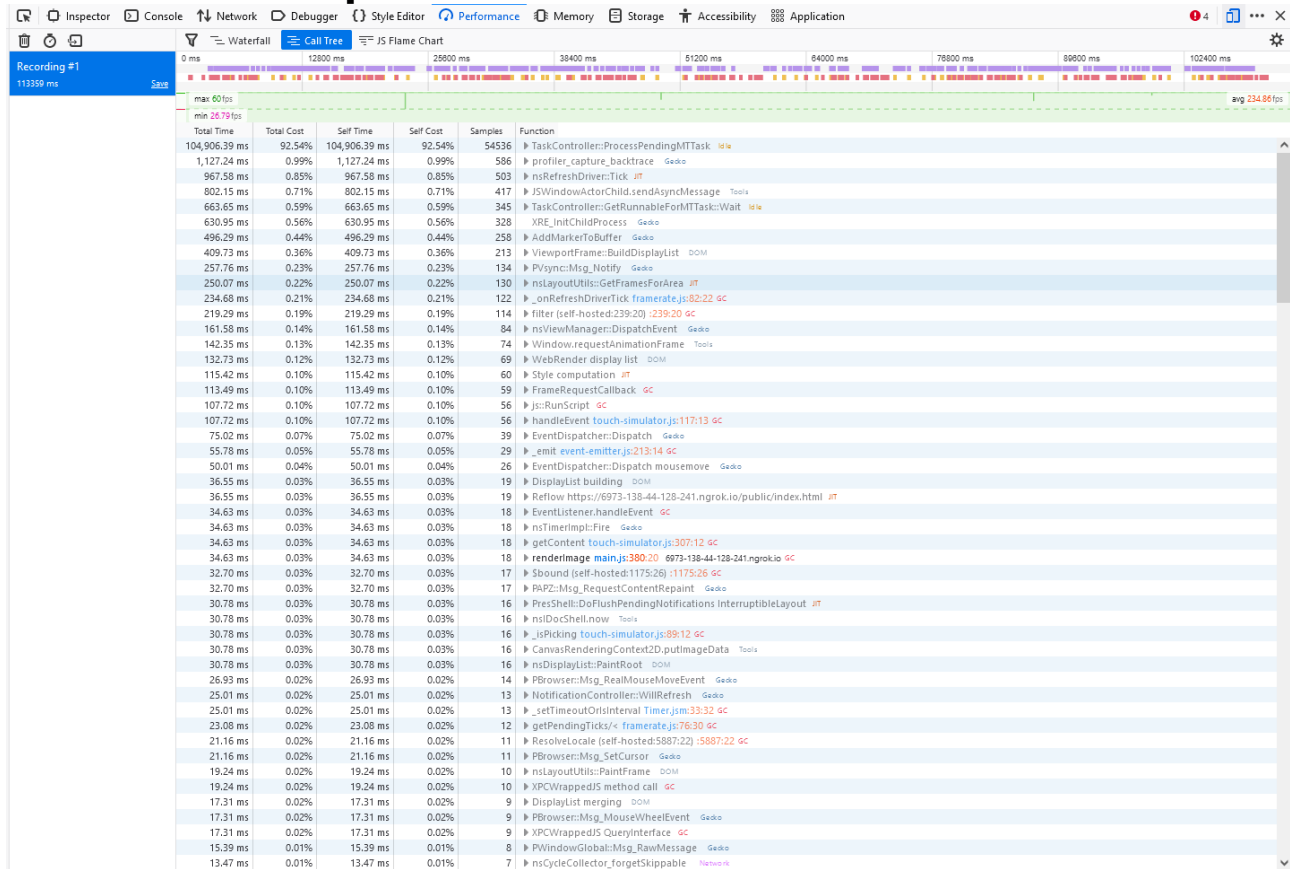 Inspector Console Network Debugger Style Editor Performance Memory Storage Accessibility Application 4
Waterfall Call Tree JS Flame Chart
Recording #1
113359 ms Save
0 ms 12800 ms 25600 ms 38400 ms 51200 ms 64000 ms 76800 ms 89600 ms 102400 ms
max 60 fps avg 234.86 fps
min 26.79 fps
Total Time Total Cost Self Time Self Cost Samples Function
104,906.39 ms 92.54% 104,906.39 ms 92.54% 54536 TaskController::ProcessPendingMTTask Idle
1,127.24 ms 0.99% 1,127.24 ms 0.99% 586 profiler_capture_backtrace Gecko
967.58 ms 0.85% 967.58 ms 0.85% 503 nsRefreshDriver::Tick JIT
802.15 ms 0.71% 802.15 ms 0.71% 417 JSWindowActorChild.sendAsyncMessage Tools
663.65 ms 0.59% 663.65 ms 0.59% 345 TaskController::GetRunnableForMTTask::Wait Idle
630.95 ms 0.56% 630.95 ms 0.56% 328 XRE_InitChildProcess Gecko
496.29 ms 0.44% 496.29 ms 0.44% 258 AddMarkerToBuffer Gecko
409.73 ms 0.36% 409.73 ms 0.36% 213 ViewportFrame::BuildDisplayList DOM
257.76 ms 0.23% 257.76 ms 0.23% 134 PVsync::Msg_Notify Gecko
250.07 ms 0.22% 250.07 ms 0.22% 130 nsLayoutUtils::GetFramesForArea JIT
234.68 ms 0.21% 234.68 ms 0.21% 122 _onRefreshDriverTick framerate.js:82:22 GC
219.29 ms 0.19% 219.29 ms 0.19% 114 filter (self-hosted:239:20) :239:20 GC
161.58 ms 0.14% 161.58 ms 0.14% 84 nsViewManager::DispatchEvent Gecko
142.35 ms 0.13% 142.35 ms 0.13% 74 Window.requestAnimationFrame Tools
132.73 ms 0.12% 132.73 ms 0.12% 69 WebRender display list DOM
115.42 ms 0.10% 115.42 ms 0.10% 60 Style computation JIT
113.49 ms 0.10% 113.49 ms 0.10% 59 FrameRequestCallback GC
107.72 ms 0.10% 107.72 ms 0.10% 56 js::RunScript GC
107.72 ms 0.10% 107.72 ms 0.10% 56 handleEvent touch-simulator.js:117:13 GC
75.02 ms 0.07% 75.02 ms 0.07% 39 EventDispatcher::Dispatch Gecko
55.78 ms 0.05% 55.78 ms 0.05% 29 _emit event-emitter.js:213:14 GC
50.01 ms 0.04% 50.01 ms 0.04% 26 EventDispatcher::Dispatch mousemove Gecko
36.55 ms 0.03% 36.55 ms 0.03% 19 DisplayList building DOM
36.55 ms 0.03% 36.55 ms 0.03% 19 Reflow https://6973-138-44-128-241.ngrok.io/public/index.html JIT
34.63 ms 0.03% 34.63 ms 0.03% 18 EventListener.handleEvent GC
34.63 ms 0.03% 34.63 ms 0.03% 18 nsTimerImpl::Fire Gecko
34.63 ms 0.03% 34.63 ms 0.03% 18 getContent touch-simulator.js:307:12 GC
34.63 ms 0.03% 34.63 ms 0.03% 18 renderImage main.js:380:20 6973-138-44-128-241.ngrok.io GC
32.70 ms 0.03% 32.70 ms 0.03% 17 $bound (self-hosted:1175:26) :1175:26 GC
32.70 ms 0.03% 32.70 ms 0.03% 17 PAPZ::Msg_RequestContentRepaint Gecko
30.78 ms 0.03% 30.78 ms 0.03% 16 PresShell::DoFlushPendingNotifications InterruptibleLayout JIT
30.78 ms 0.03% 30.78 ms 0.03% 16 nsIDocShell.now Tools
30.78 ms 0.03% 30.78 ms 0.03% 16 _isPicking touch-simulator.js:89:12 GC
30.78 ms 0.03% 30.78 ms 0.03% 16 CanvasRenderingContext2D.putImageData Tools
30.78 ms 0.03% 30.78 ms 0.03% 16 nsDisplayList::PaintRoot DOM
26.93 ms 0.02% 26.93 ms 0.02% 14 PBrowser::Msg_RealMouseMoveEvent Gecko
25.01 ms 0.02% 25.01 ms 0.02% 13 NotificationController::WillRefresh Gecko
25.01 ms 0.02% 25.01 ms 0.02% 13 _setTimeoutOrIsInterval Timer.jsm:33:32 GC
23.08 ms 0.02% 23.08 ms 0.02% 12 getPendingTicks/< framerate.js:76:30 GC
21.16 ms 0.02% 21.16 ms 0.02% 11 ResolveLocale (self-hosted:5887:22) :5887:22 GC
21.16 ms 0.02% 21.16 ms 0.02% 11 PBrowser::Msg_SetCursor Gecko
19.24 ms 0.02% 19.24 ms 0.02% 10 nsLayoutUtils::PaintFrame DOM
19.24 ms 0.02% 19.24 ms 0.02% 10 XPCWrappedJS method call GC
17.31 ms 0.02% 17.31 ms 0.02% 9 DisplayList merging DOM
17.31 ms 0.02% 17.31 ms 0.02% 9 PBrowser::Msg_MouseWheelEvent Gecko
17.31 ms 0.02% 17.31 ms 0.02% 9 XPCWrappedJS QueryInterface GC
15.39 ms 0.01% 15.39 ms 0.01% 8 PWindowGlobal::Msg_RawMessage Gecko
13.47 ms 0.01% 13.47 ms 0.01% 7 nsCycleCollector_forgetSkippable Network